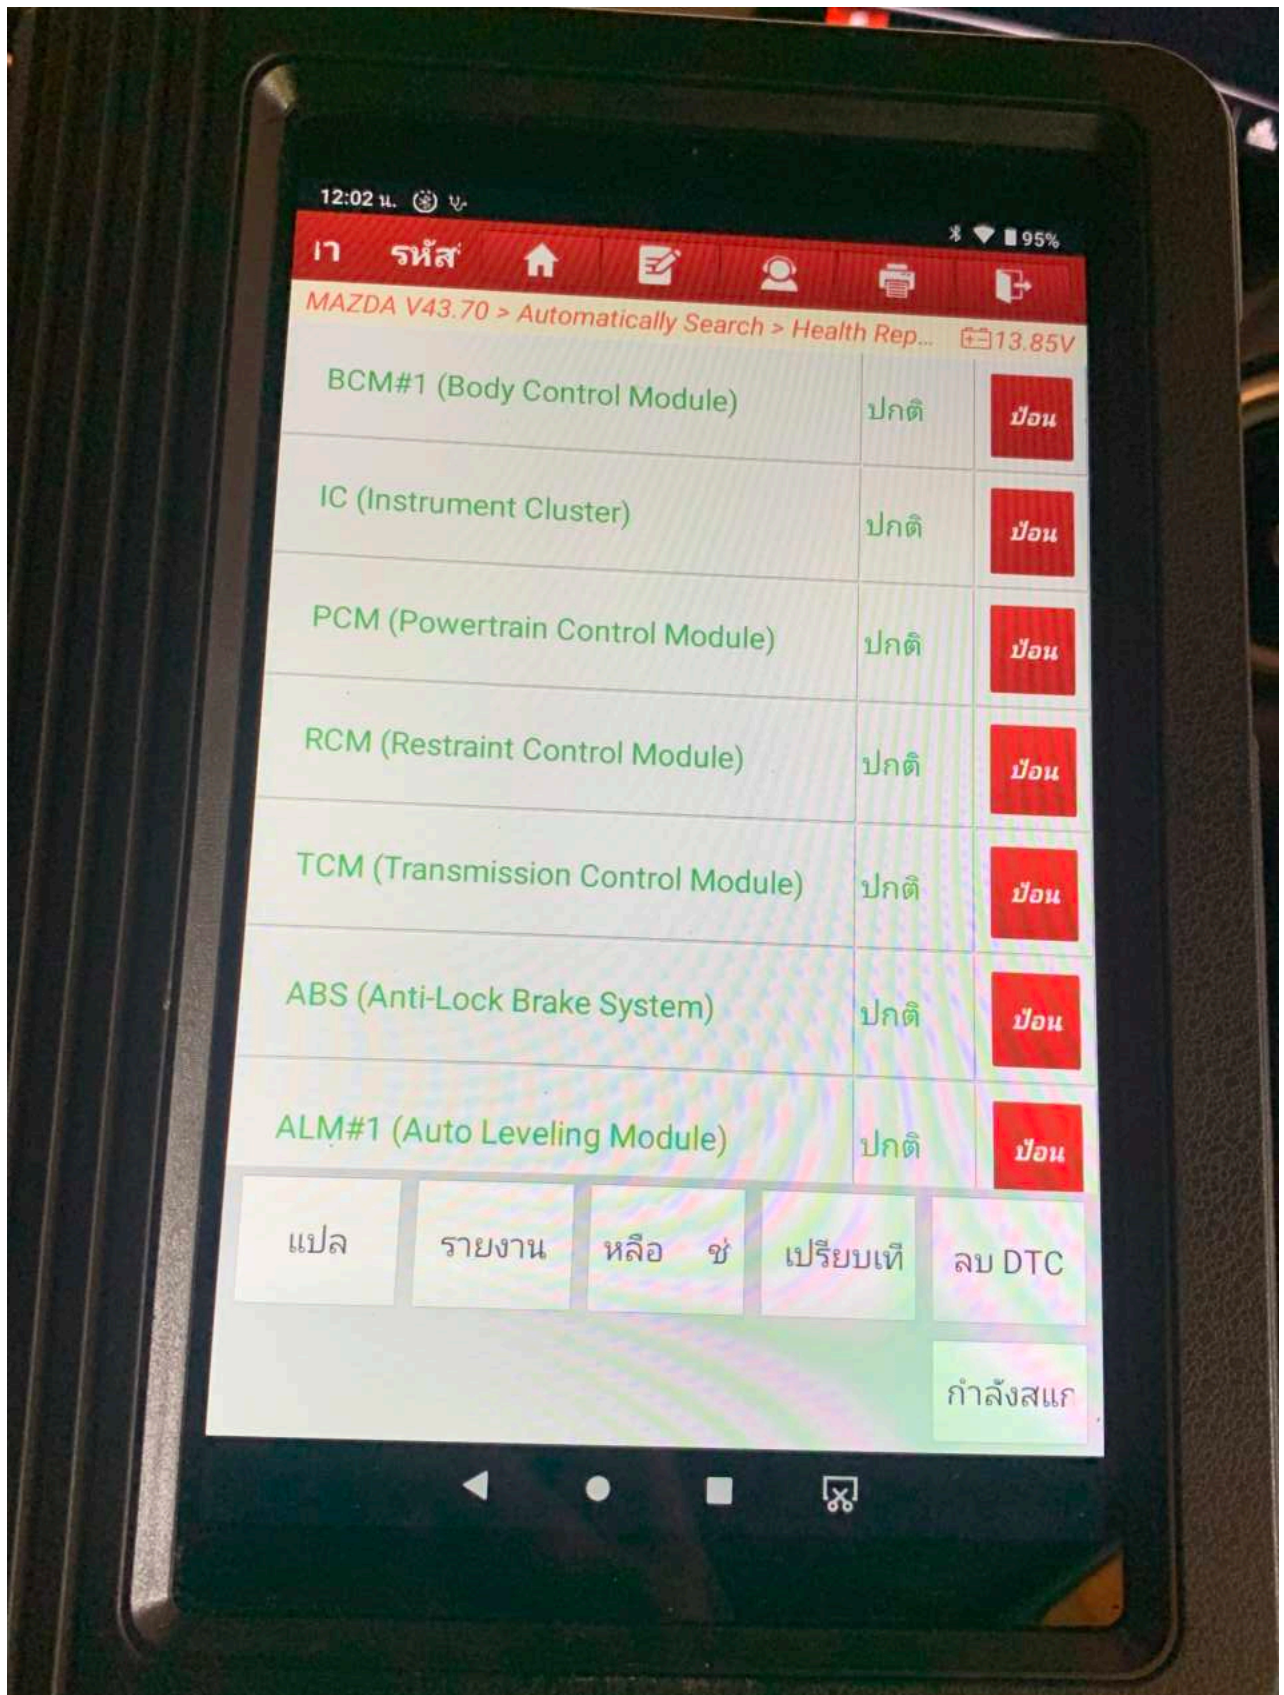 12:02 น.
95%
รหัส
MAZDA V43.70 > Automatically Search > Health Rep... 13.85V
BCM#1 (Body Control Module) ปกติ ป้อน
IC (Instrument Cluster) ปกติ ป้อน
PCM (Powertrain Control Module) ปกติ ป้อน
RCM (Restraint Control Module) ปกติ ป้อน
TCM (Transmission Control Module) ปกติ ป้อน
ABS (Anti-Lock Brake System) ปกติ ป้อน
ALM#1 (Auto Leveling Module) ปกติ ป้อน
แปล รายงาน หลือ ช่ เปรียบเที ลบ DTC
กำลังสแก